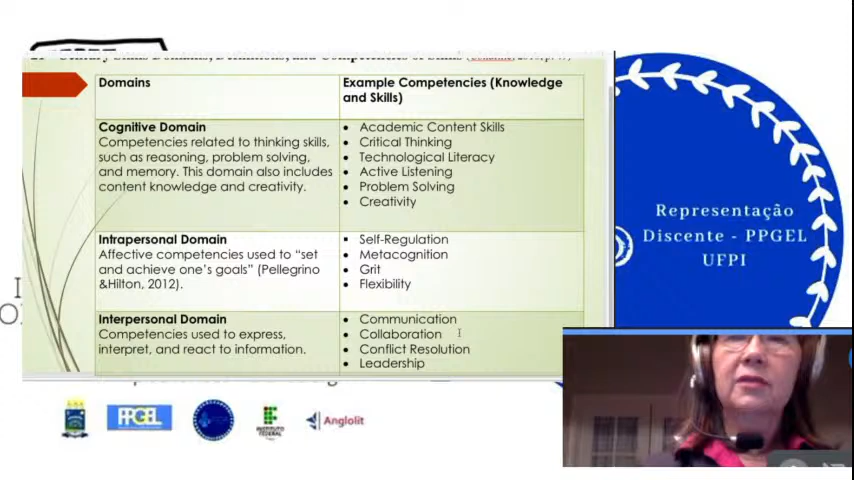 Domains
Example Competencies (Knowledge
and Skills)
Cognitive Domain
Competencies related to thinking skills,
such as reasoning, problem solving,
and memory. This domain also includes
content knowledge and creativity.
• Academic Content Skills
• Critical Thinking
• Technological Literacy
• Active Listening
• Problem Solving
• Creativity
Intrapersonal Domain
Affective competencies used to “set
and achieve one’s goals” (Pellegrino
&Hilton, 2012).
▪ Self-Regulation
• Metacognition
• Grit
• Flexibility
Interpersonal Domain
Competencies used to express,
interpret, and react to information.
• Communication
• Collaboration
• Conflict Resolution
• Leadership
Representação
Discente - PPGEL
UFPI
PPGEL
INSTITUTO
FEDERAL
Anglolit